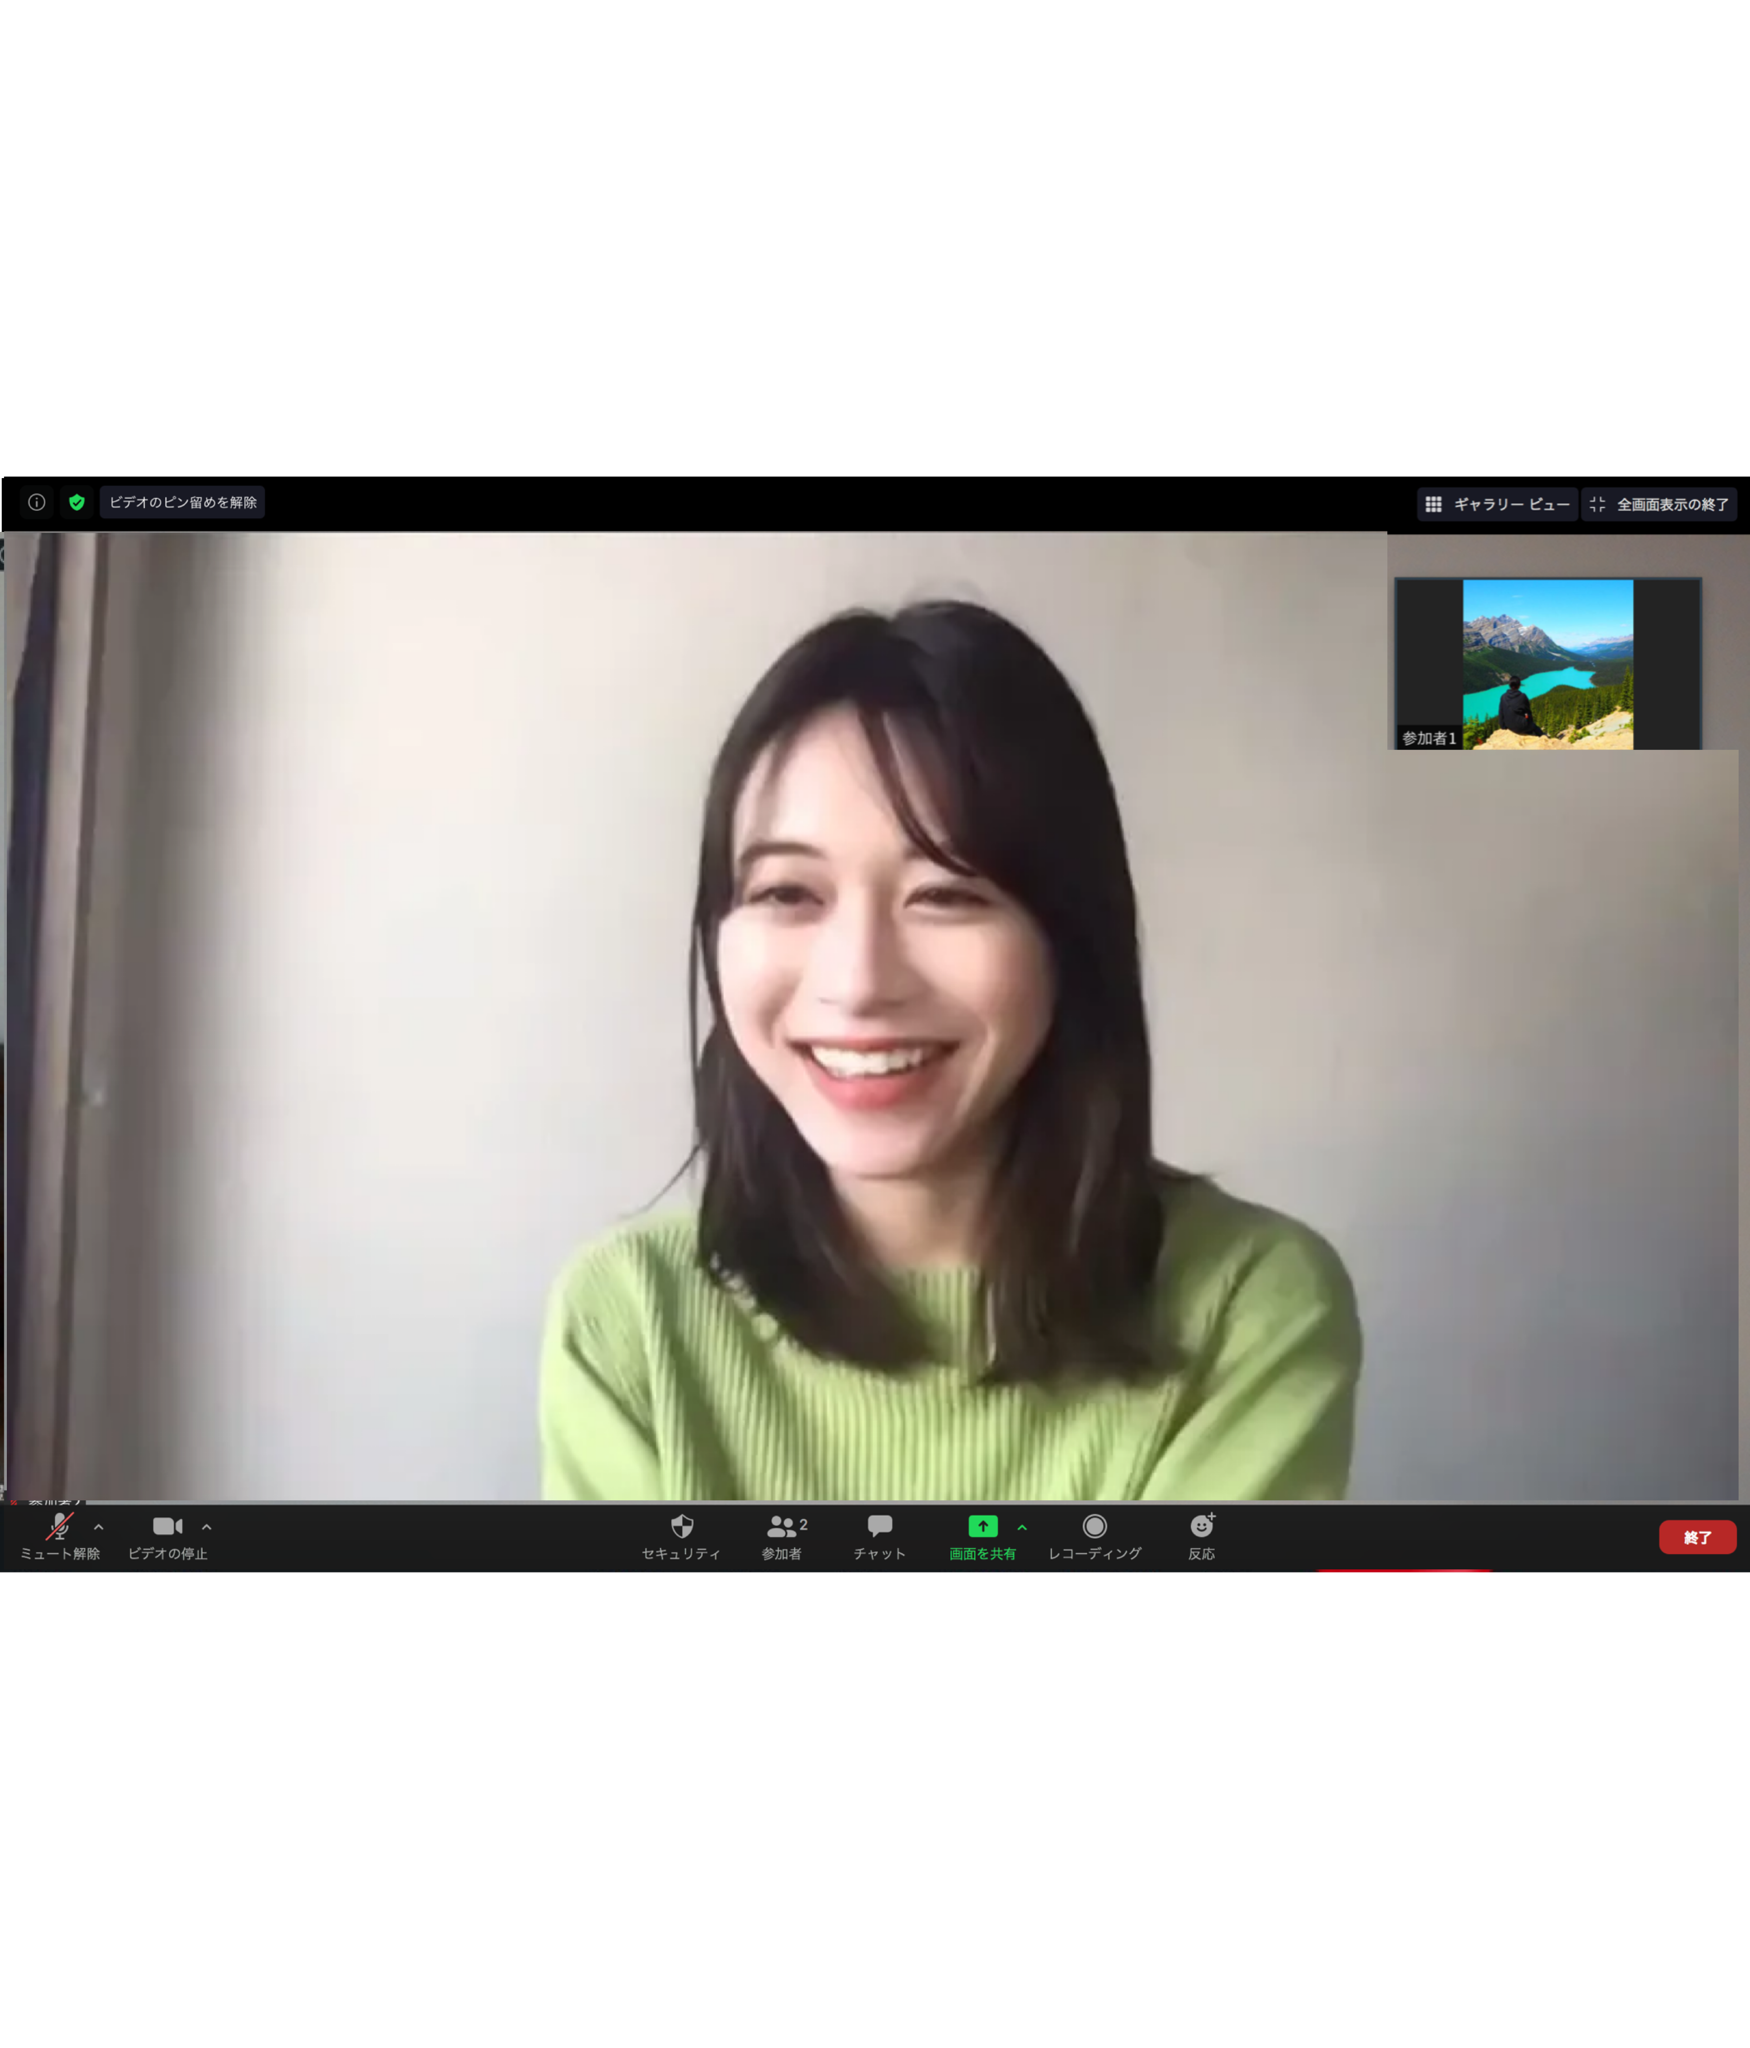 ビデオのピン留めを解除
ギャラリー ビュー
全画面表示の終了
参加者1
ミュート解除
ビデオの停止
セキュリティ
2
参加者
チャット
画面を共有
レコーディング
反応
終了